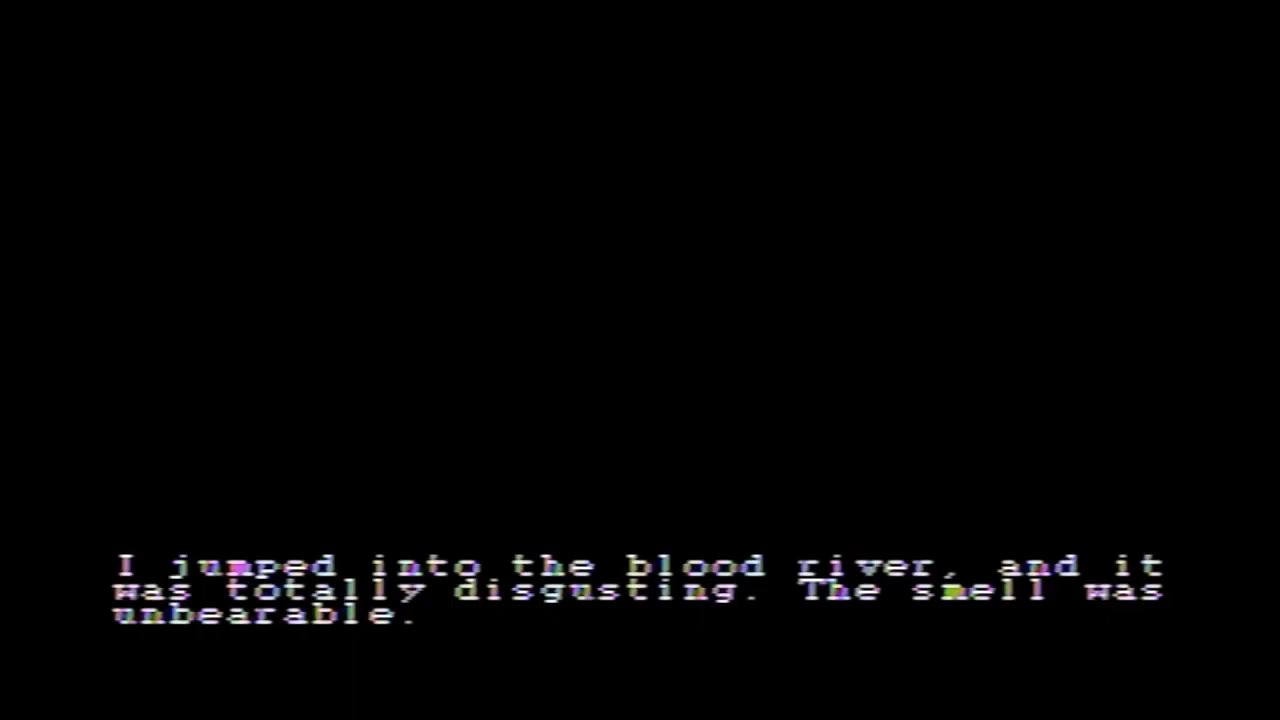 I jumped into the blood river, and it
was totally disgusting. The smell was
unbearable.